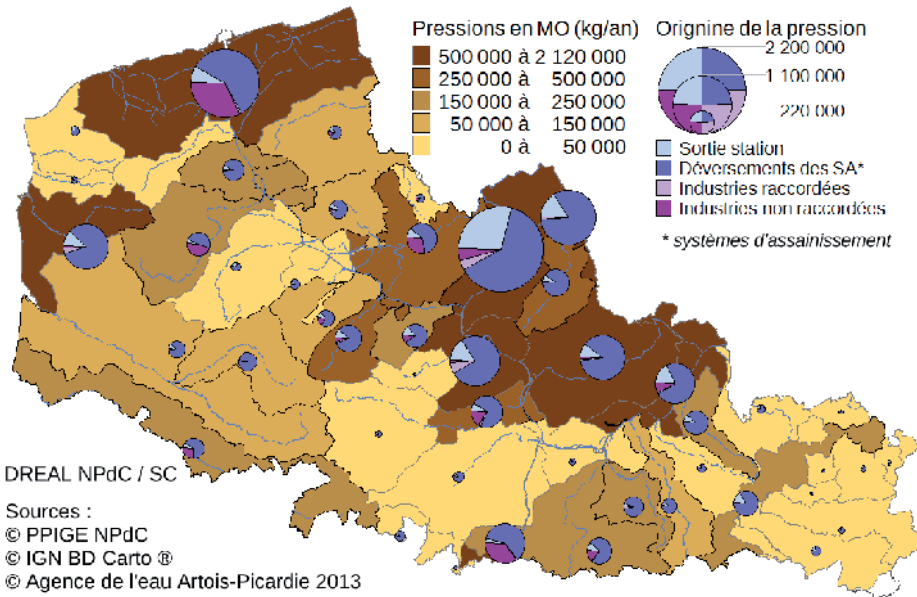 Pressions en MO (kg/an)
500 000 à 2 120 000
250 000 à 500 000
150 000 à 250 000
50 000 à 150 000
0 à 50 000
Orignine de la pression
2 200 000
1 100 000
220 000
Sortie station
Déversements des SA*
Industries raccordées
Industries non raccordées
* systèmes d'assainissement
DREAL NPdC / SC
Sources :
© PPIGE NPdC
© IGN BD Carto ®
© Agence de l'eau Artois-Picardie 2013